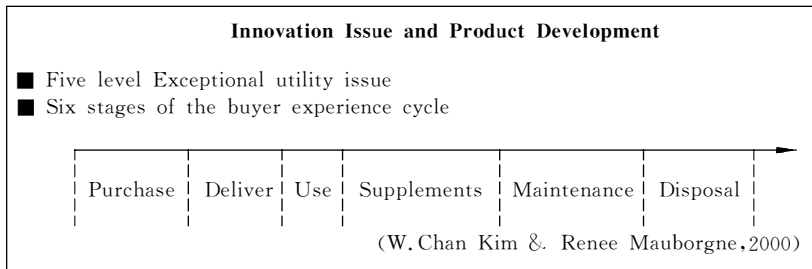 Innovation Issue and Product Development
■ Five level Exceptional utility issue
■ Six stages of the buyer experience cycle
Purchase Deliver Use Supplements Maintenance Disposal
(W. Chan Kim & Renee Mauborgne, 2000)